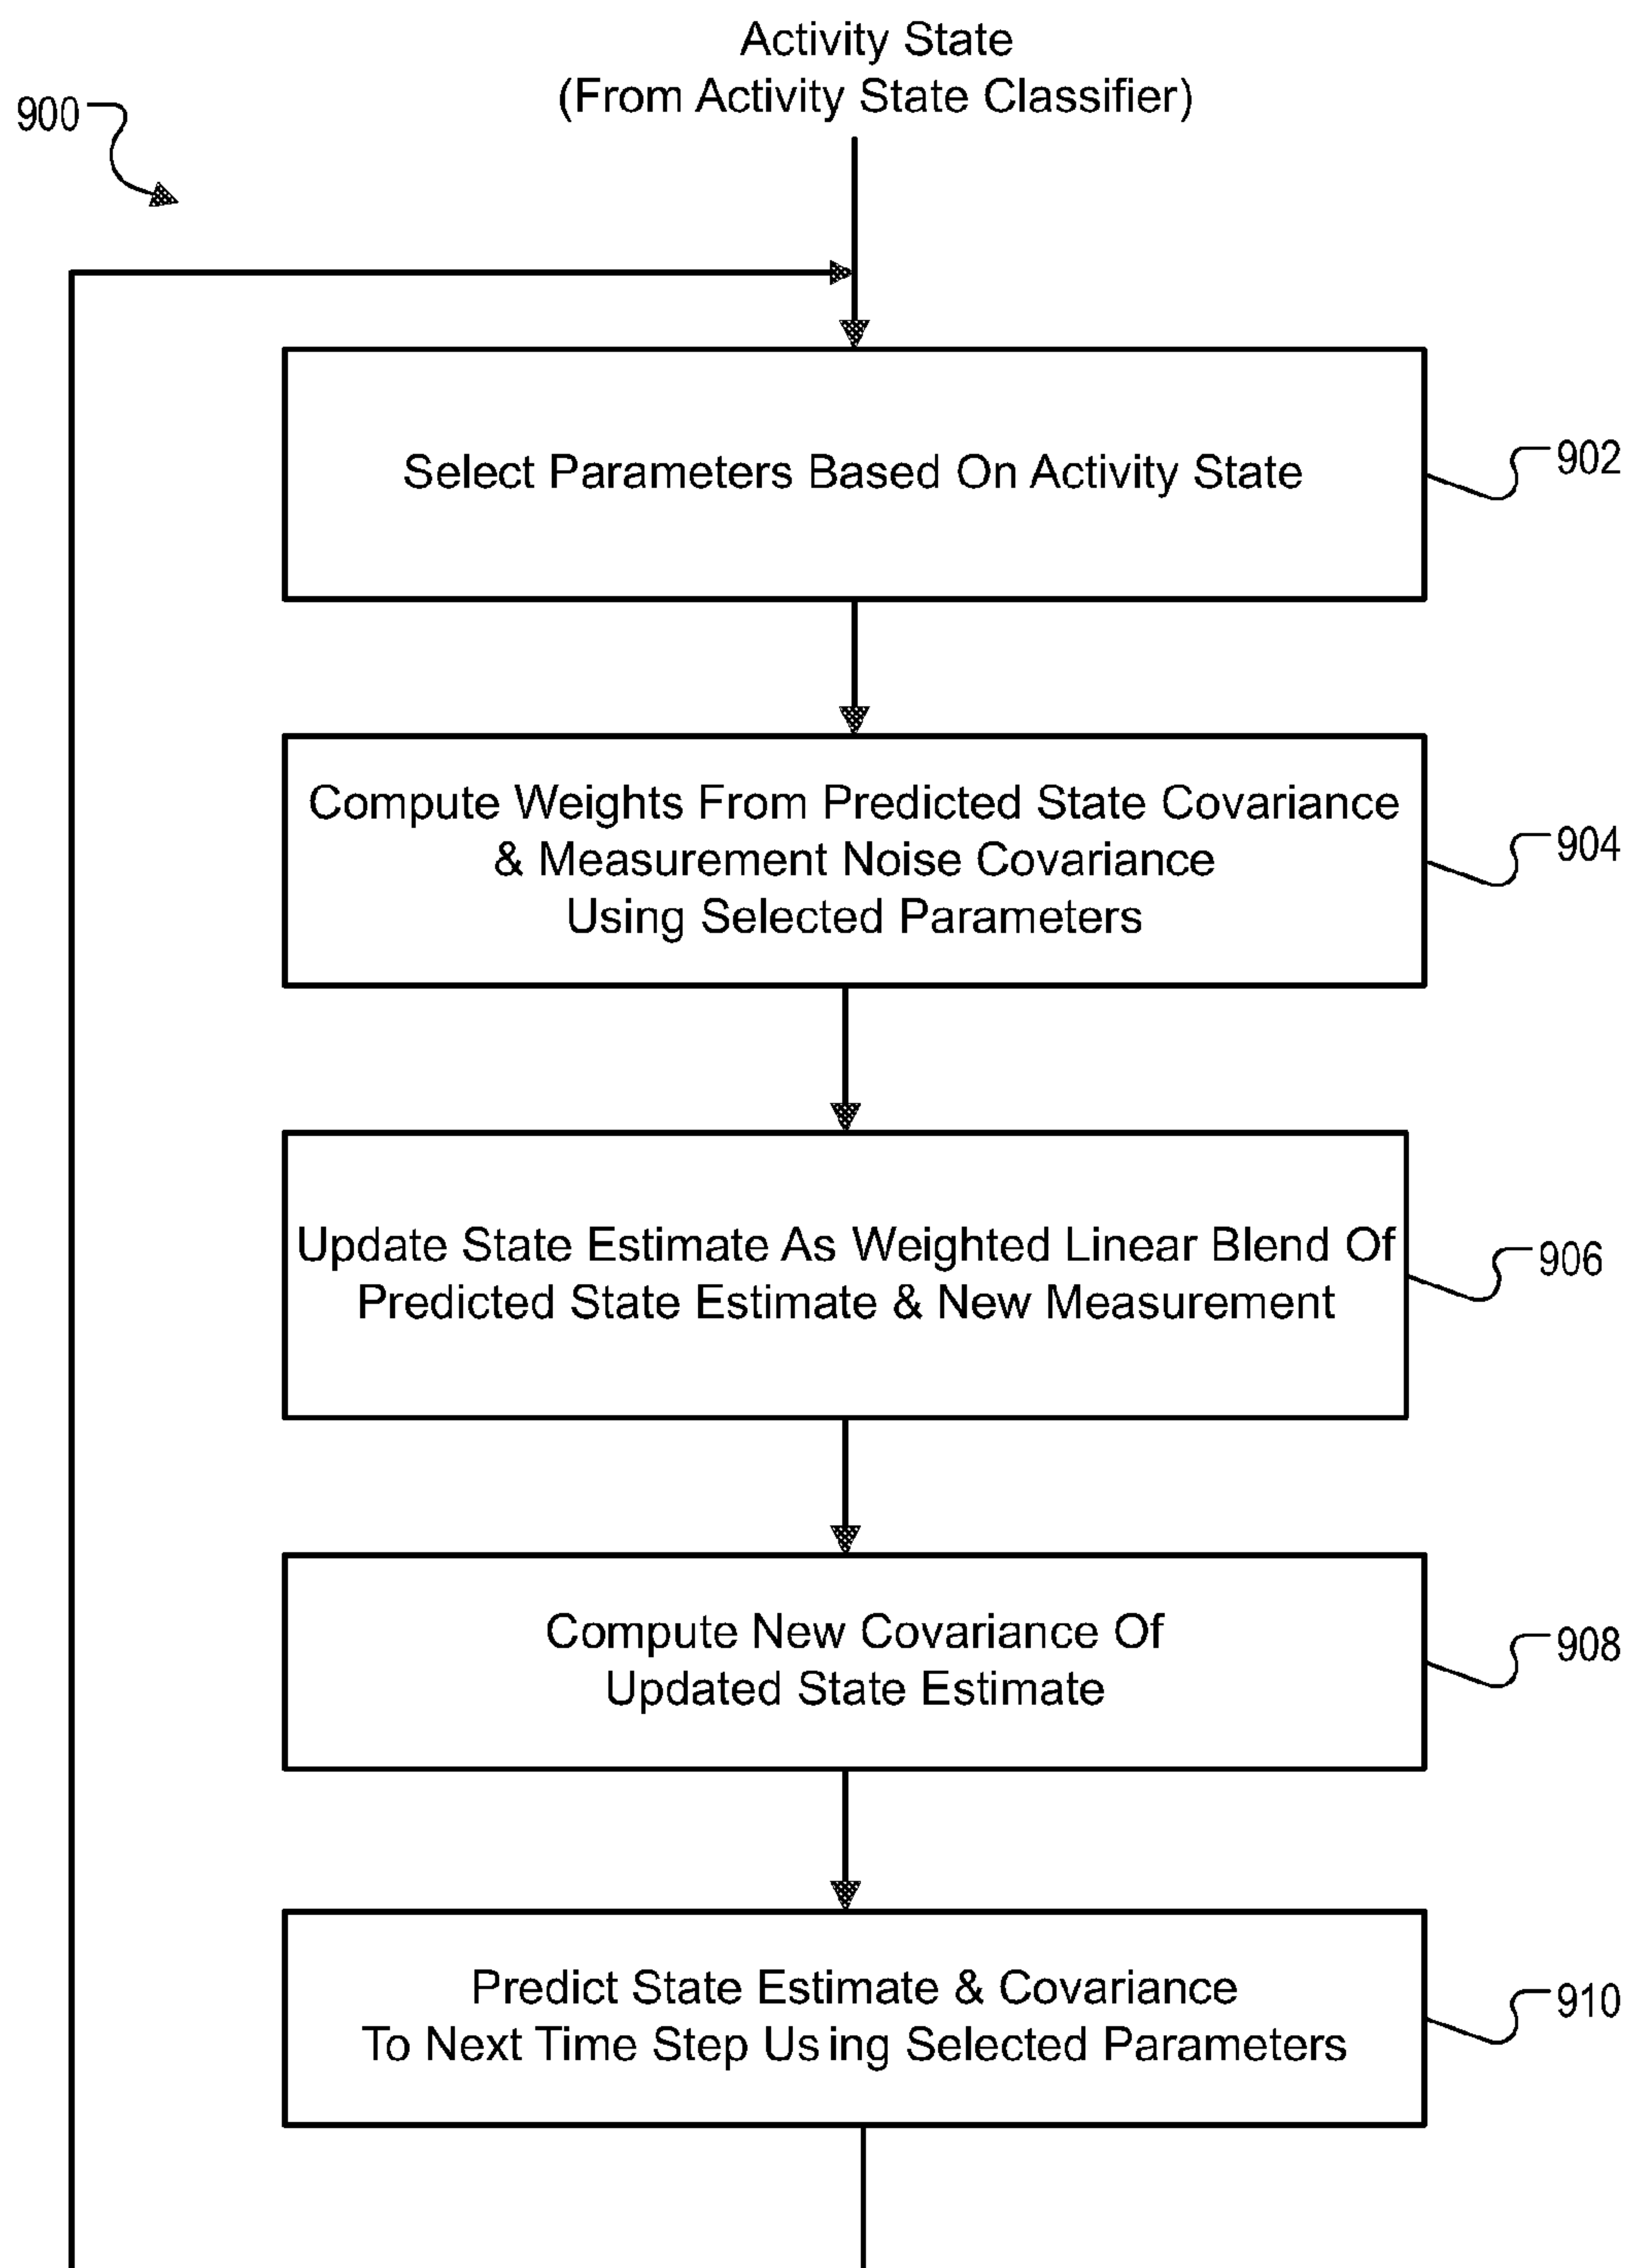 Activity State
(From Activity State Classifier)
900
Select Parameters Based On Activity State
902
Compute Weights From Predicted State Covariance
& Measurement Noise Covariance
Using Selected Parameters
904
Update State Estimate As Weighted Linear Blend Of
Predicted State Estimate & New Measurement
906
Compute New Covariance Of
Updated State Estimate
908
Predict State Estimate & Covariance
To Next Time Step Using Selected Parameters
910